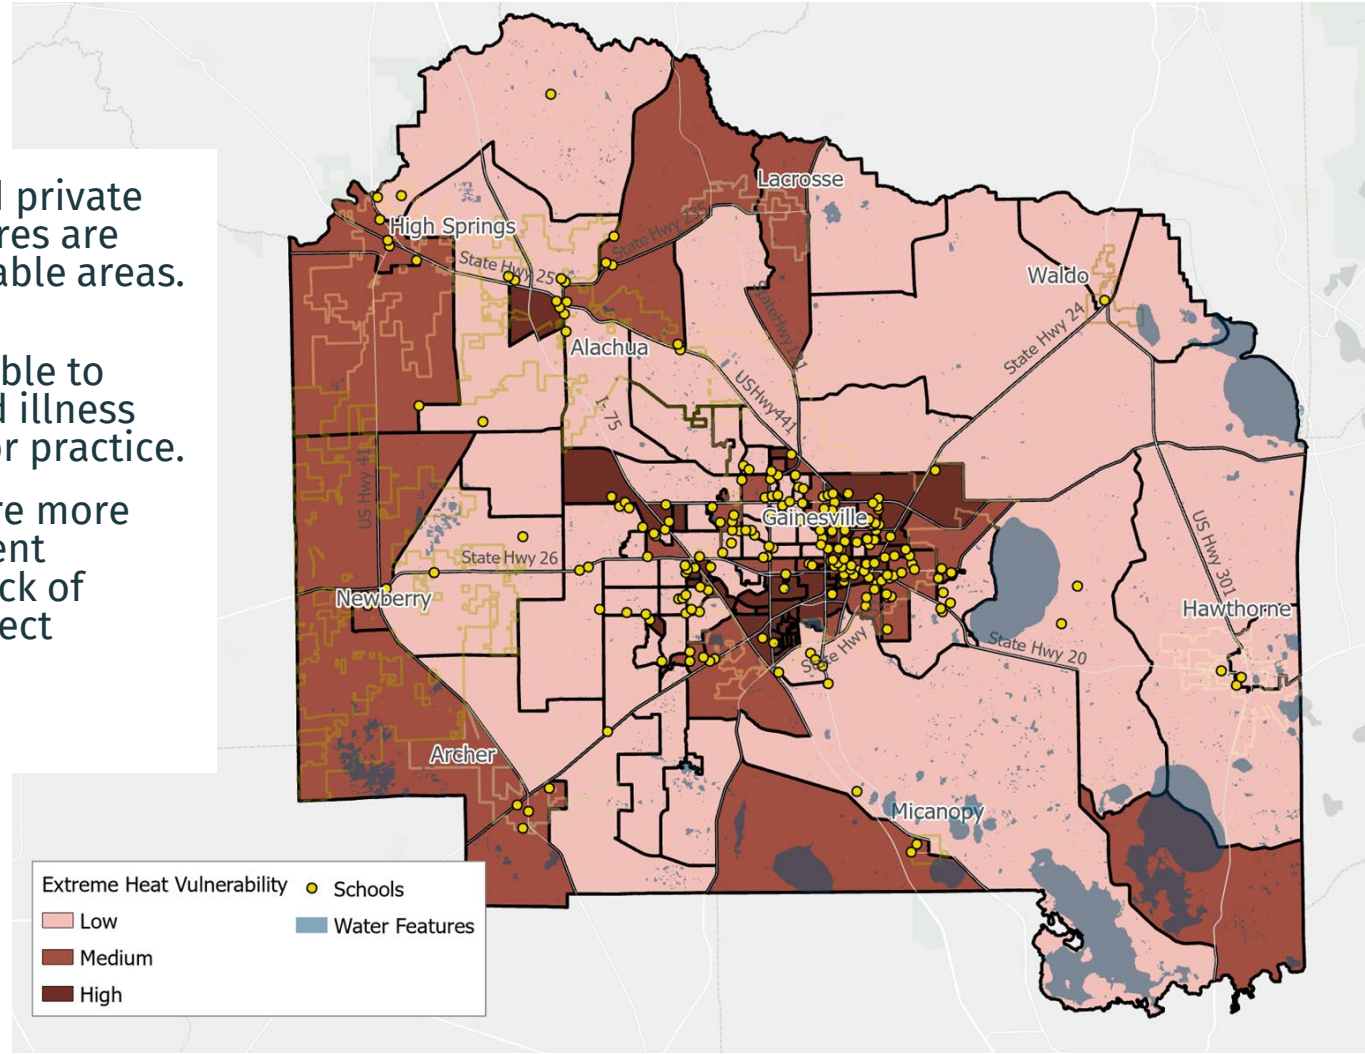 d private
res are
able areas.
ble to
d illness
or practice.
re more
ent
ck of
ect
Lacrosse
High Springs
State Hwy 235
State Hwy 25
Waldo
State Hwy 24
Alachua
State Hwy 121
US Hwy 441
I- 75
US Hwy 41
Gainesville
US Hwy 301
State Hwy 26
Newberry
Hawthorne
State Hwy
State Hwy 20
Archer
Micanopy
Extreme Heat Vulnerability
Low
Medium
High
Schools
Water Features